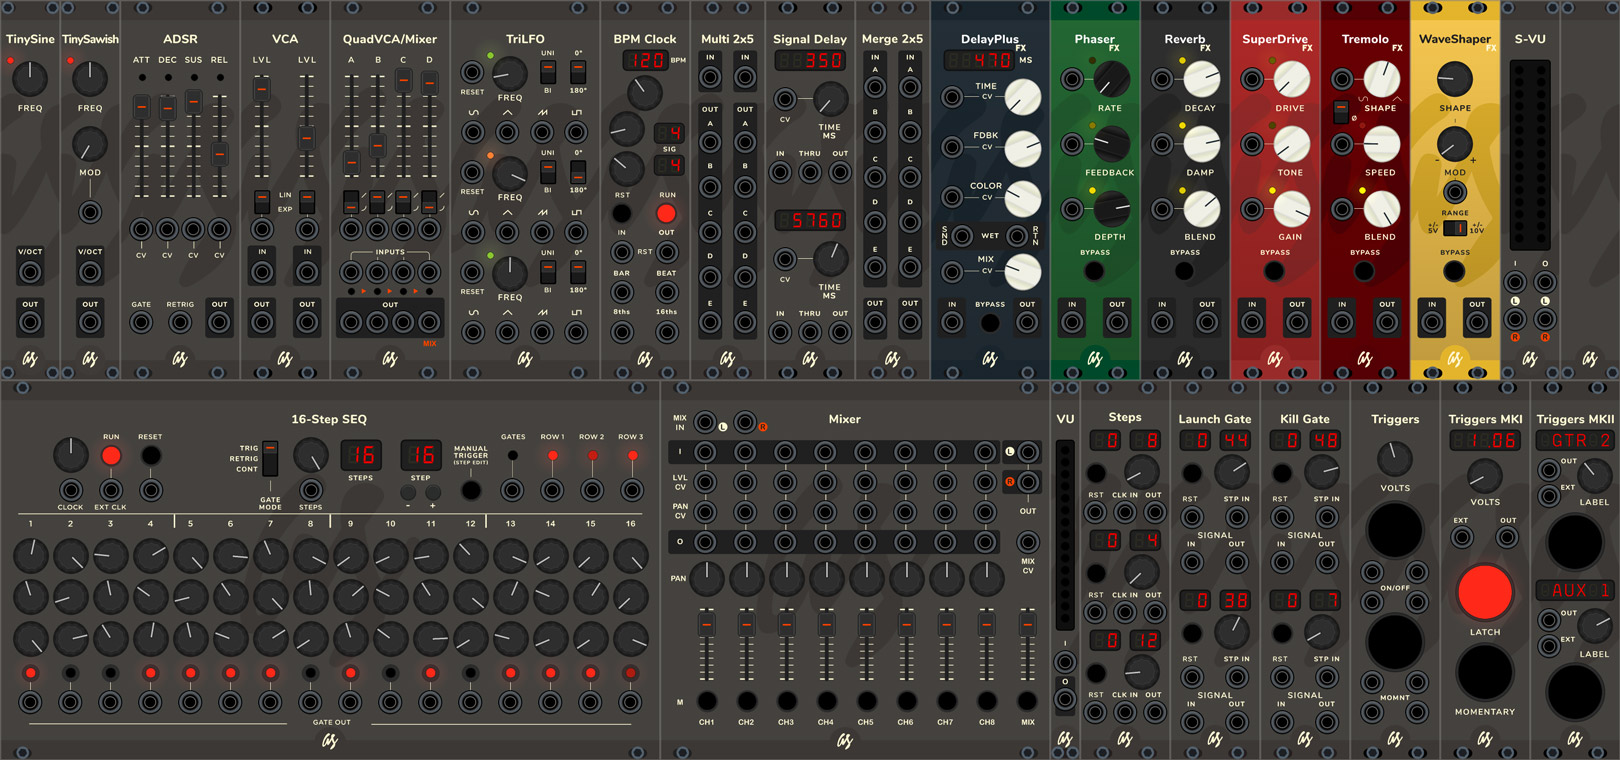 TinySine
FREQ
V/OCT
OUT
TinySawish
FREQ
MOD
V/OCT
OUT
ADSR
ATT DEC SUS REL
CV CV CV CV
GATE RETRIG OUT
VCA
LVL LVL
LIN
EXP
IN IN
OUT OUT
QuadVCA/Mixer
A B C D
INPUTS
OUT
MIX
TriLFO
UNI 0°
RESET FREQ BI 180°
UNI 0°
RESET FREQ BI 180°
UNI 0°
RESET FREQ BI 180°
BPM Clock
120 BPM
4
SIG
4
RST RUN
IN OUT
RST
BAR BEAT
8ths 16ths
Multi 2x5
IN IN
OUT OUT
A A
B B
C C
D D
E E
Signal Delay
350
CV TIME
MS
IN THRU OUT
5760
CV TIME
MS
IN THRU OUT
Merge 2x5
IN IN
A A
B B
C C
D D
E E
OUT OUT
DelayPlus
FX
470 MS
TIME
CV
FDBK
CV
COLOR
CV
SND WET RTN
MIX
CV
IN BYPASS OUT
Phaser
FX
RATE
FEEDBACK
DEPTH
BYPASS
IN OUT
Reverb
FX
DECAY
DAMP
BLEND
BYPASS
IN OUT
SuperDrive
FX
DRIVE
TONE
GAIN
BYPASS
IN OUT
Tremolo
FX
SHAPE
ø
SPEED
BLEND
BYPASS
IN OUT
WaveShaper
FX
SHAPE
- +
MOD
RANGE
+/- 5V +/- 10V
BYPASS
IN OUT
S-VU
I O
L L
R R
16-Step SEQ
RUN RESET
CLOCK EXT CLK
TRIG
RETRIG
CONT
GATE
MODE
STEPS
16
STEPS
16
STEP
- +
MANUAL
TRIGGER
(STEP EDIT)
GATES ROW 1 ROW 2 ROW 3
1 2 3 4 5 6 7 8 9 10 11 12 13 14 15 16
GATE OUT
Mixer
MIX
IN
L R
I L
LVL
CV R
PAN
CV OUT
O
MIX
CV
PAN
M
CH1 CH2 CH3 CH4 CH5 CH6 CH7 CH8 MIX
VU
I
O
Steps
0 8
RST CLK IN OUT
0 4
RST CLK IN OUT
0 12
RST CLK IN OUT
Launch Gate
0 44
RST STP IN
SIGNAL
IN OUT
0 38
RST STP IN
SIGNAL
IN OUT
Kill Gate
0 48
RST STP IN
SIGNAL
IN OUT
0 7
RST STP IN
SIGNAL
IN OUT
Triggers
VOLTS
ON/OFF
MOMNT
Triggers MKI
1.06
VOLTS
EXT OUT
LATCH
MOMENTARY
Triggers MKII
GTR 2
OUT
EXT
LABEL
AUX 1
OUT
EXT
LABEL